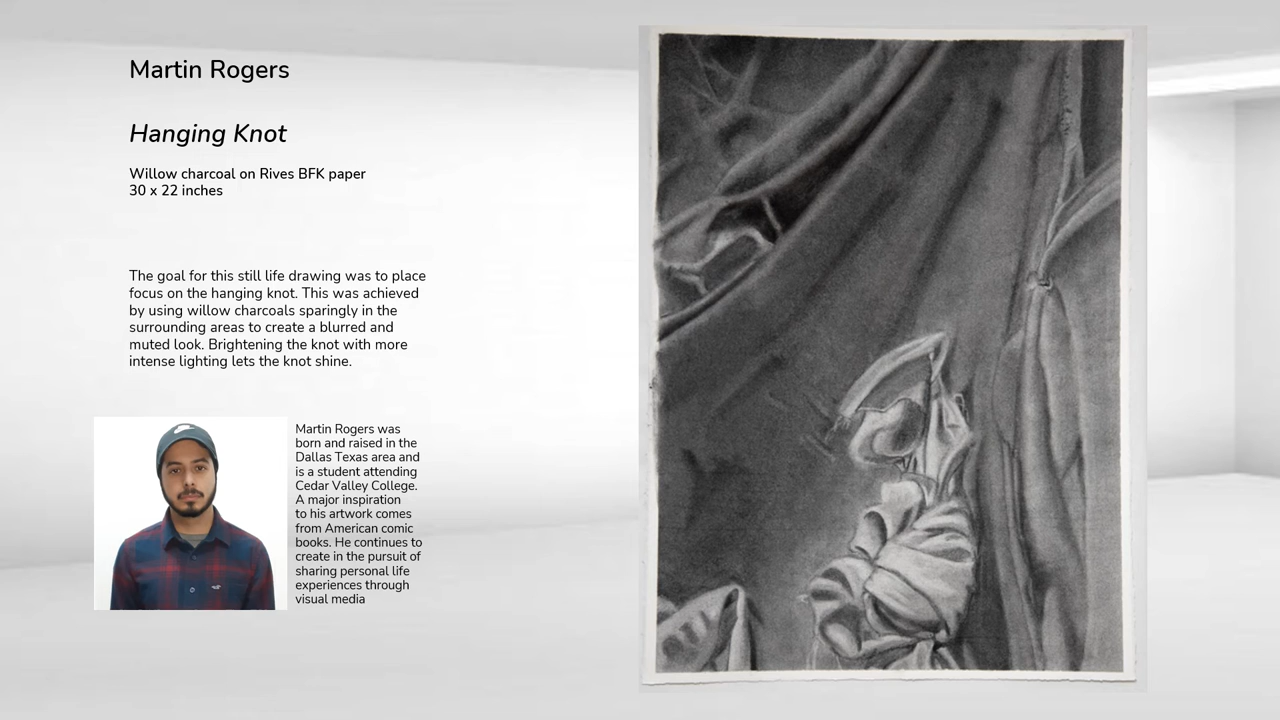 Martin Rogers
Hanging Knot
Willow charcoal on Rives BFK paper
30 x 22 inches
The goal for this still life drawing was to place
focus on the hanging knot. This was achieved
by using willow charcoals sparingly in the
surrounding areas to create a blurred and
muted look. Brightening the knot with more
intense lighting lets the knot shine.
Martin Rogers was
born and raised in the
Dallas Texas area and
is a student attending
Cedar Valley College.
A major inspiration
to his artwork comes
from American comic
books. He continues to
create in the pursuit of
sharing personal life
experiences through
visual media